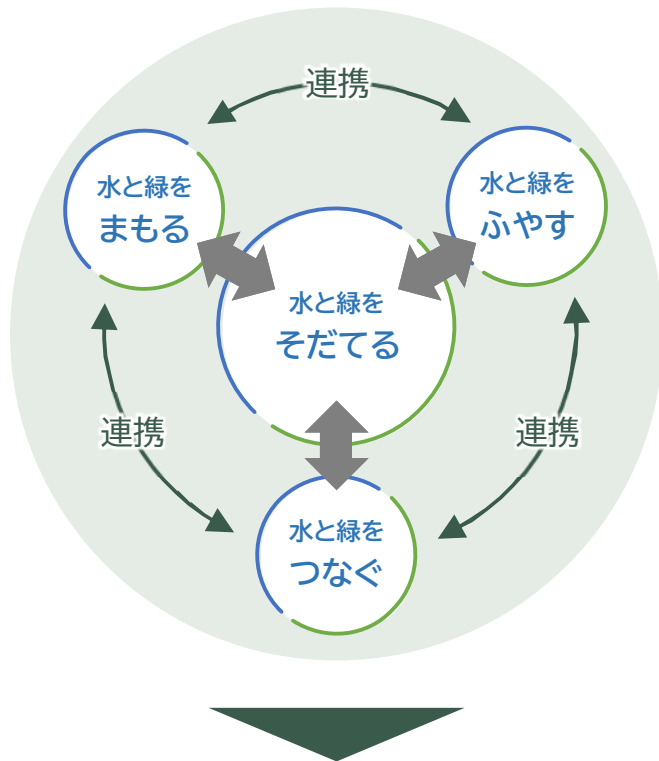 連携
水と緑を
まもる
水と緑を
ふやす
水と緑を
そだてる
連携
連携
水と緑を
つなぐ